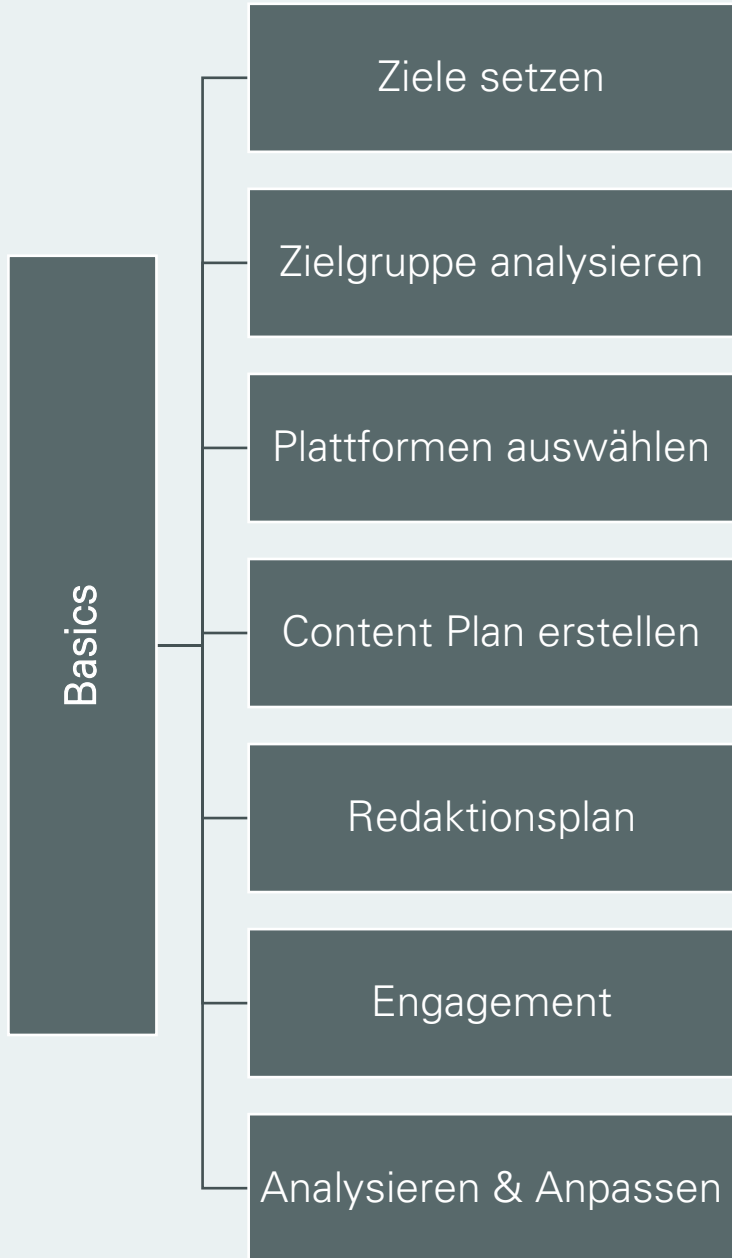 Basics
Ziele setzen
Zielgruppe analysieren
Plattformen auswählen
Content Plan erstellen
Redaktionsplan
Engagement
Analysieren & Anpassen